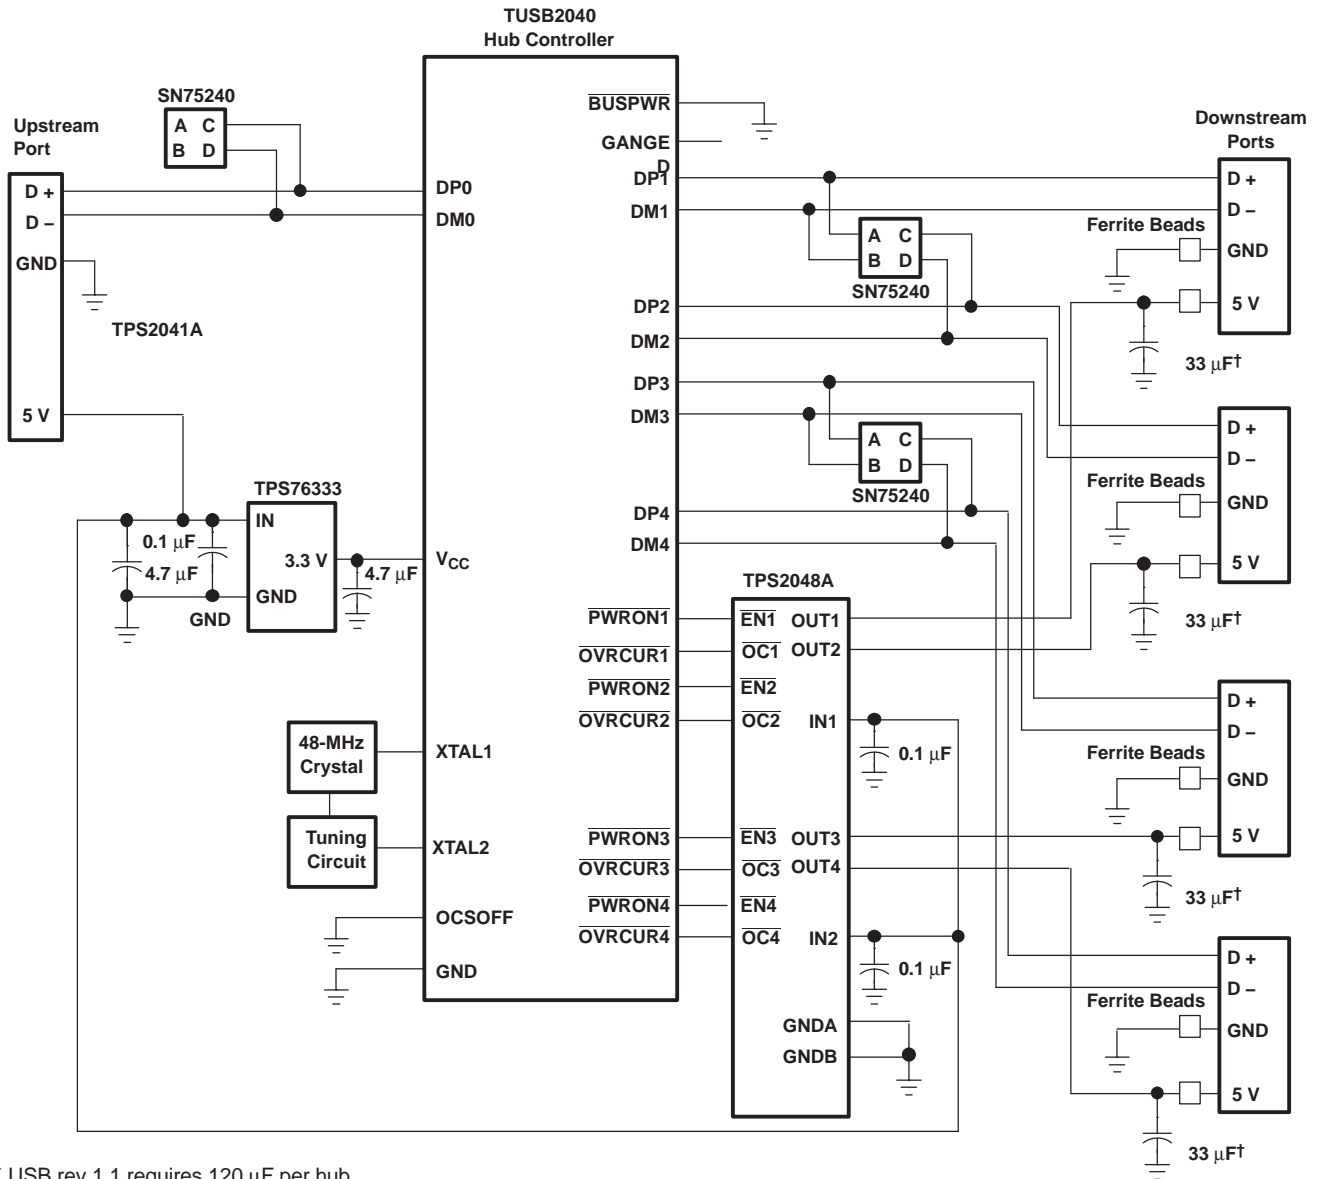 TUSB2040
Hub Controller
SN75240
A C
B D
Upstream
Port
D +
D –
GND
5 V
TPS2041A
DP0
DM0
BUSPWR
GANGE
D
DP1
DM1
A C
B D
SN75240
DP2
DM2
DP3
DM3
A C
B D
SN75240
DP4
DM4
TPS76333
IN
3.3 V
GND
0.1 µF
4.7 µF
GND
4.7 µF
VCC
48-MHz
Crystal
Tuning
Circuit
XTAL1
XTAL2
OCSOFF
GND
PWRON1
OVRCUR1
PWRON2
OVRCUR2
PWRON3
OVRCUR3
PWRON4
OVRCUR4
TPS2048A
EN1 OUT1
OC1 OUT2
EN2
OC2 IN1
EN3 OUT3
OC3 OUT4
EN4
OC4 IN2
GNDA
GNDB
0.1 µF
0.1 µF
Downstream
Ports
D +
D –
Ferrite Beads
GND
5 V
33 µF†
D +
D –
Ferrite Beads
GND
5 V
33 µF†
D +
D –
Ferrite Beads
GND
5 V
33 µF†
D +
D –
Ferrite Beads
GND
5 V
33 µF†
USB rev 1.1 requires 120 µF per hub